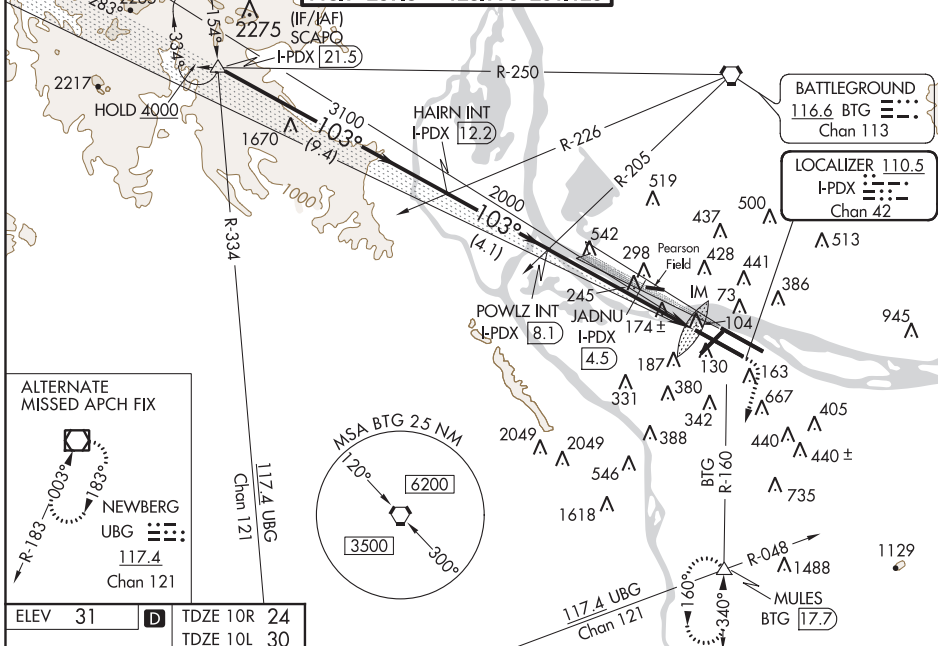 283°
154°
2275
(IF/IAF)
SCAPO
I-PDX 21.5
334°
2217
HOLD 4000
R-250
BATTLEGROUND
116.6 BTG
Chan 113
3100
HAIRN INT
I-PDX 12.2
103°
1670
(9.4)
R-226
LOCALIZER 110.5
I-PDX
Chan 42
1000
2000
R-205
519
R-334
103°
(4.1)
437
500
513
542
298
Pearson
Field
428
441
386
245
IM
73
POWLZ INT
I-PDX 8.1
JADNU
I-PDX
4.5
174 ±
104
945
187
130
163
ALTERNATE
MISSED APCH FIX
331
380
342
667
405
MSA BTG 25 NM
2049
2049
388
440
440 ±
120°
6200
546
BTG
R-160
735
003°
183°
NEWBERG
UBG
117.4
Chan 121
R-183
117.4 UBG
Chan 121
3500
300°
1618
R-048
1488
1129
160°
340°
MULES
BTG 17.7
117.4 UBG
Chan 121
ELEV 31
D
TDZE 10R 24
TDZE 10L 30